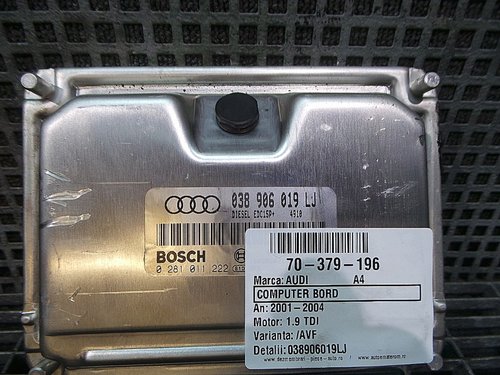 038 906 019 LJ
DIESEL EDC15P+ 4910
BOSCH
0 281 011 222
70-379-196
Marca: AUDI A4
COMPUTER BORD
An: 2001-2004
Motor: 1.9 TDI
Varianta: /AVF
Detalii: 038906019LJ